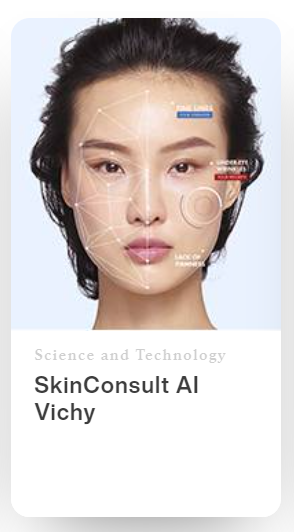 FINE LINES
UNDER-EYE
WRINKLES
LACK OF
FIRMNESS
Science and Technology
SkinConsult AI
Vichy